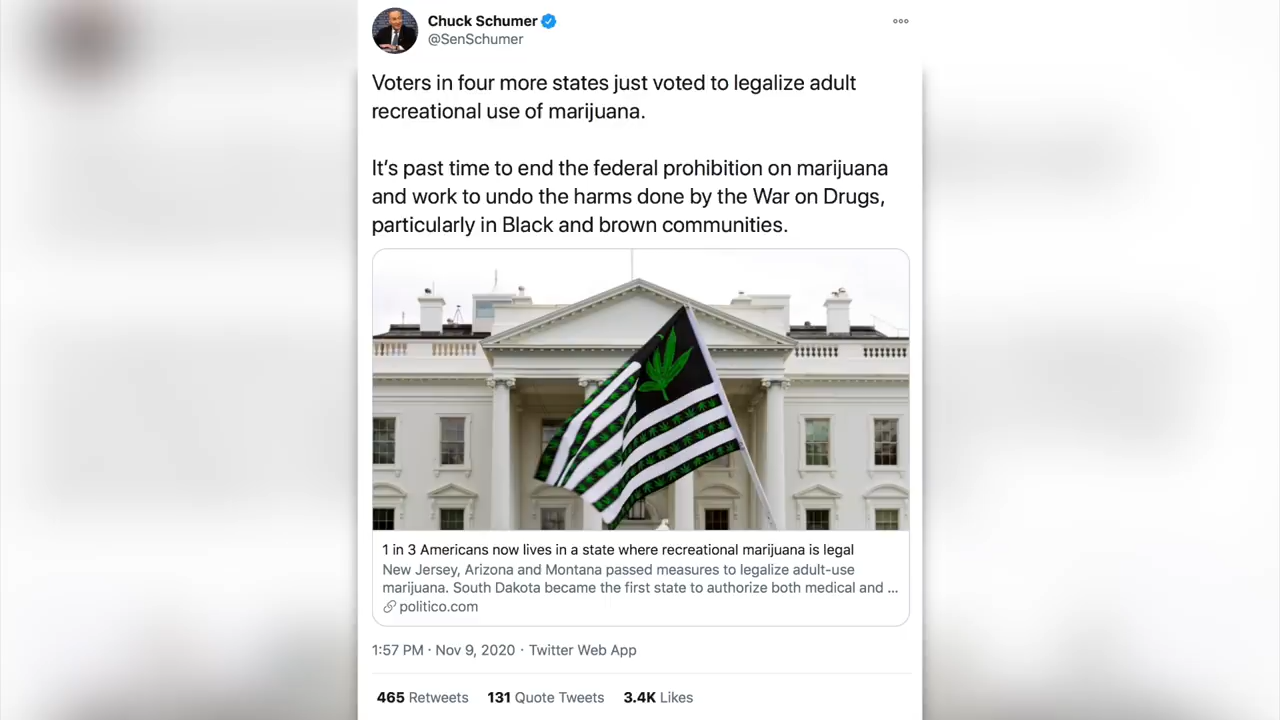 Chuck Schumer
@SenSchumer
Voters in four more states just voted to legalize adult
recreational use of marijuana.
It's past time to end the federal prohibition on marijuana
and work to undo the harms done by the War on Drugs,
particularly in Black and brown communities.
1 in 3 Americans now lives in a state where recreational marijuana is legal
New Jersey, Arizona and Montana passed measures to legalize adult-use
marijuana. South Dakota became the first state to authorize both medical and ...
politico.com
1:57 PM · Nov 9, 2020 · Twitter Web App
465 Retweets 131 Quote Tweets 3.4K Likes